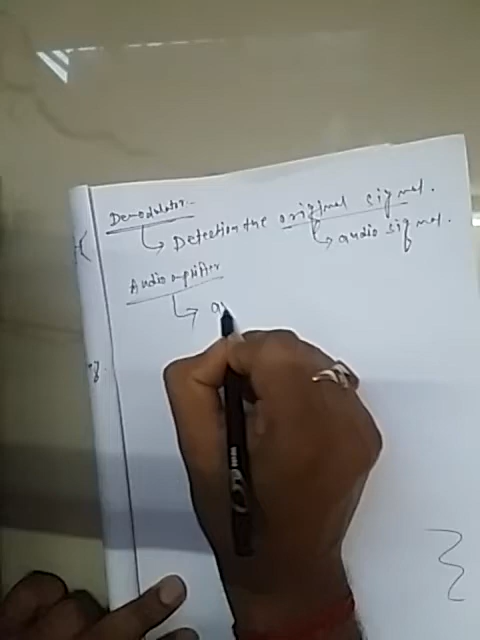 Demodulator:-
↳ Detection the original signal.
↳ audio signal.
Audio amplifier
↳ a